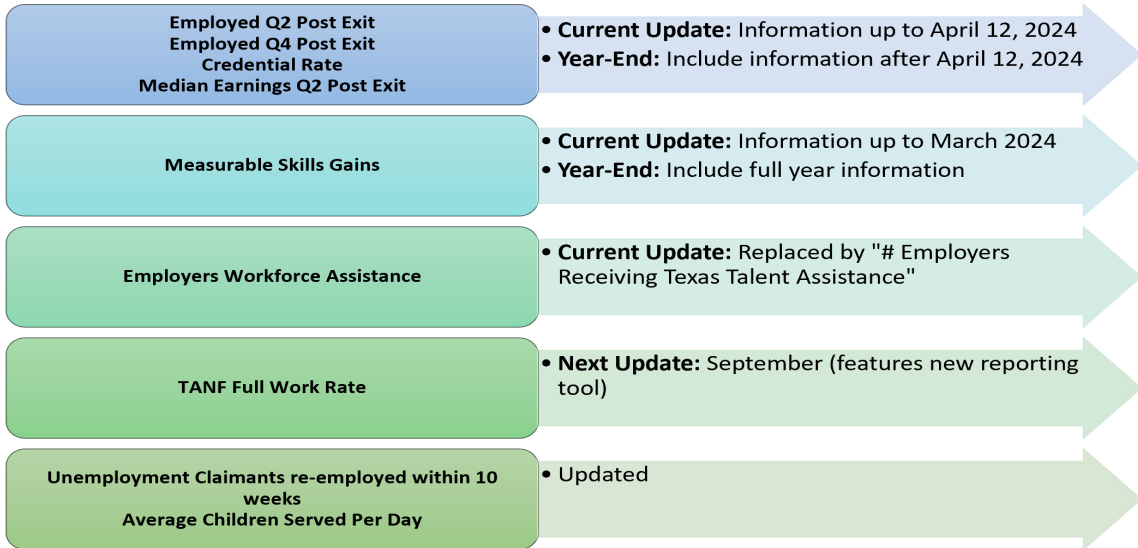 Employed Q2 Post Exit
Employed Q4 Post Exit
Credential Rate
Median Earnings Q2 Post Exit
• Current Update: Information up to April 12, 2024
• Year-End: Include information after April 12, 2024
Measurable Skills Gains
• Current Update: Information up to March 2024
• Year-End: Include full year information
Employers Workforce Assistance
• Current Update: Replaced by "# Employers
Receiving Texas Talent Assistance"
TANF Full Work Rate
• Next Update: September (features new reporting
tool)
Unemployment Claimants re-employed within 10
weeks
Average Children Served Per Day
• Updated